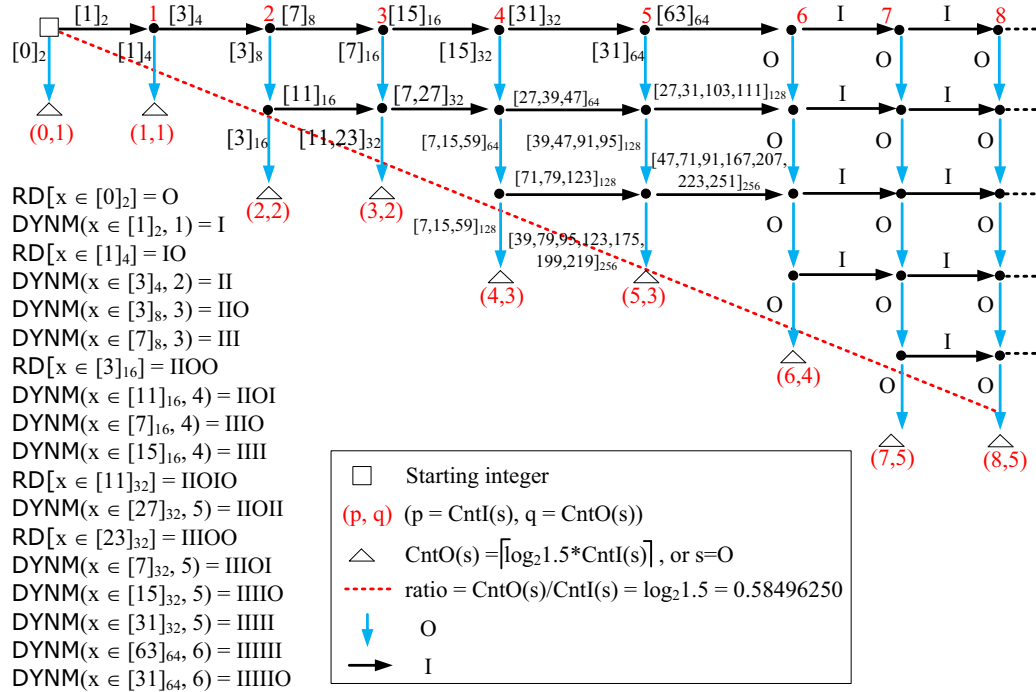 1 2 3 4 5 6 7 8
[1]₂ [3]₄ [7]₈ [15]₁₆ [31]₃₂ [63]₆₄ I I
[0]₂ [1]₄ [3]₈ [7]₁₆ [15]₃₂ [31]₆₄ O O O
[11]₁₆ [7,27]₃₂ [27,39,47]₆₄ [27,31,103,111]₁₂₈ I I
(0,1) (1,1)
[3]₁₆ [11,23]₃₂ [7,15,59]₆₄ [39,47,91,95]₁₂₈ O O O
[47,71,91,167,207,
223,251]₂₅₆
[71,79,123]₁₂₈ I I
(2,2) (3,2)
[7,15,59]₁₂₈ [39,79,95,123,175,
199,219]₂₅₆
O O O
I I
(4,3) (5,3)
O O O
I
(6,4)
O O
(7,5) (8,5)
RD[x ∈ [0]₂] = O
DYNM(x ∈ [1]₂, 1) = I
RD[x ∈ [1]₄] = IO
DYNM(x ∈ [3]₄, 2) = II
DYNM(x ∈ [3]₈, 3) = IIO
DYNM(x ∈ [7]₈, 3) = III
RD[x ∈ [3]₁₆] = IIOO
DYNM(x ∈ [11]₁₆, 4) = IIOI
DYNM(x ∈ [7]₁₆, 4) = IIIO
DYNM(x ∈ [15]₁₆, 4) = IIII
RD[x ∈ [11]₃₂] = IIOIO
DYNM(x ∈ [27]₃₂, 5) = IIOII
RD[x ∈ [23]₃₂] = IIIOO
DYNM(x ∈ [7]₃₂, 5) = IIIOI
DYNM(x ∈ [15]₃₂, 5) = IIIIO
DYNM(x ∈ [31]₃₂, 5) = IIIII
DYNM(x ∈ [63]₆₄, 6) = IIIIII
DYNM(x ∈ [31]₆₄, 6) = IIIIIO
Starting integer
(p, q) (p = CntI(s), q = CntO(s))
CntO(s) =⌈log₂1.5*CntI(s)⌉ , or s=O
ratio = CntO(s)/CntI(s) = log₂1.5 = 0.58496250
O
I